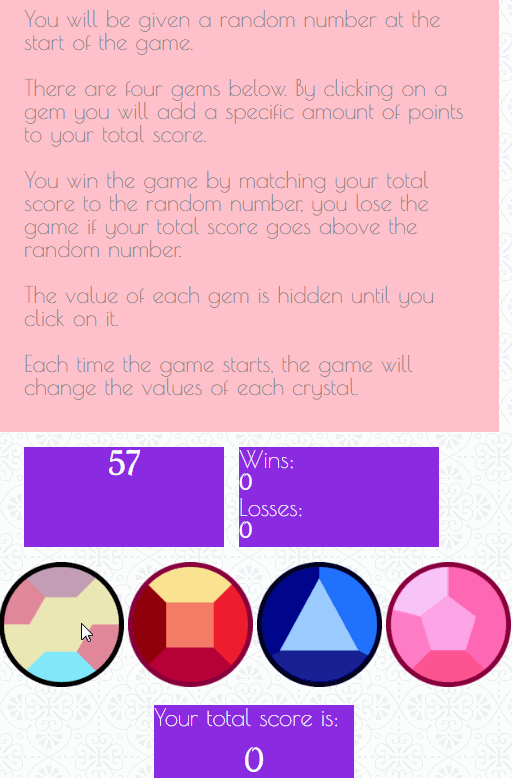 You will be given a random number at the
start of the game.
There are four gems below. By clicking on a
gem you will add a specific amount of points
to your total score.
You win the game by matching your total
score to the random number, you lose the
game if your total score goes above the
random number.
The value of each gem is hidden until you
click on it.
Each time the game starts, the game will
change the values of each crystal.
57
Wins:
0
Losses:
0
Your total score is:
0